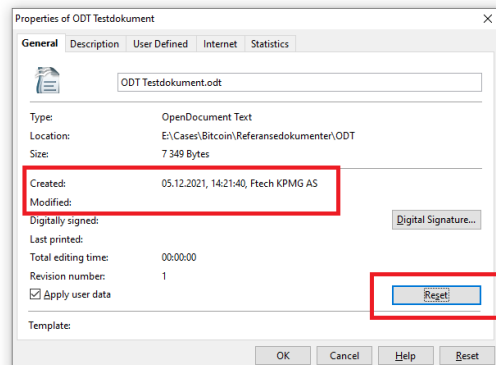 Properties of ODT Testdokument
General Description User Defined Internet Statistics
ODT Testdokument.odt
Type: OpenDocument Text
Location: E:\Cases\Bitcoin\Referansedokumenter\ODT
Size: 7 349 Bytes
Created: 05.12.2021, 14:21:40, Ftech KPMG AS
Modified:
Digitally signed: Digital Signature...
Last printed:
Total editing time: 00:00:00
Revision number: 1
Apply user data Reset
Template:
OK Cancel Help Reset